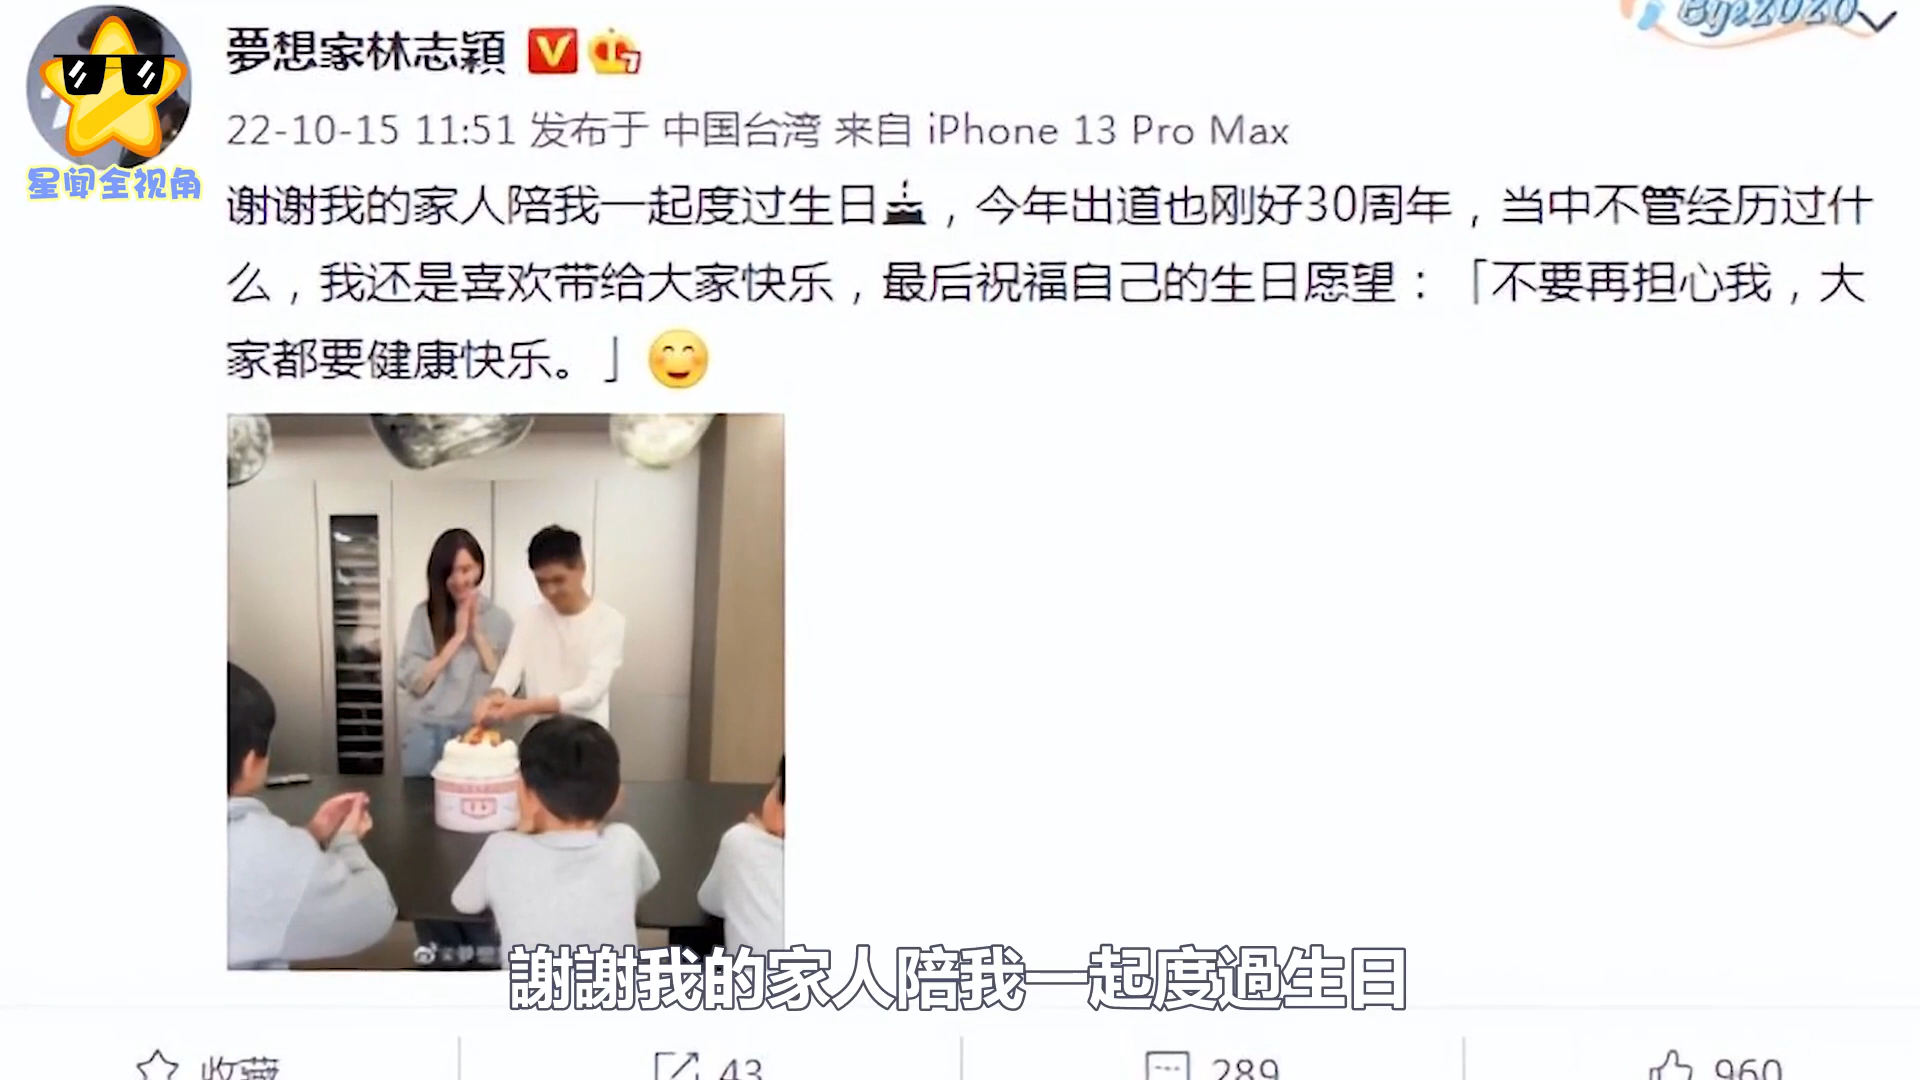 Bye2020
夢想家林志穎
V
7
22-10-15 11:51 发布于 中国台湾 来自 iPhone 13 Pro Max
星闻全视角
谢谢我的家人陪我一起度过生日，今年出道也刚好30周年，当中不管经历过什
么，我还是喜欢带给大家快乐，最后祝福自己的生日愿望：「不要再担心我，大
家都要健康快乐。」
謝謝我的家人陪我一起度過生日
收藏
43
289
960